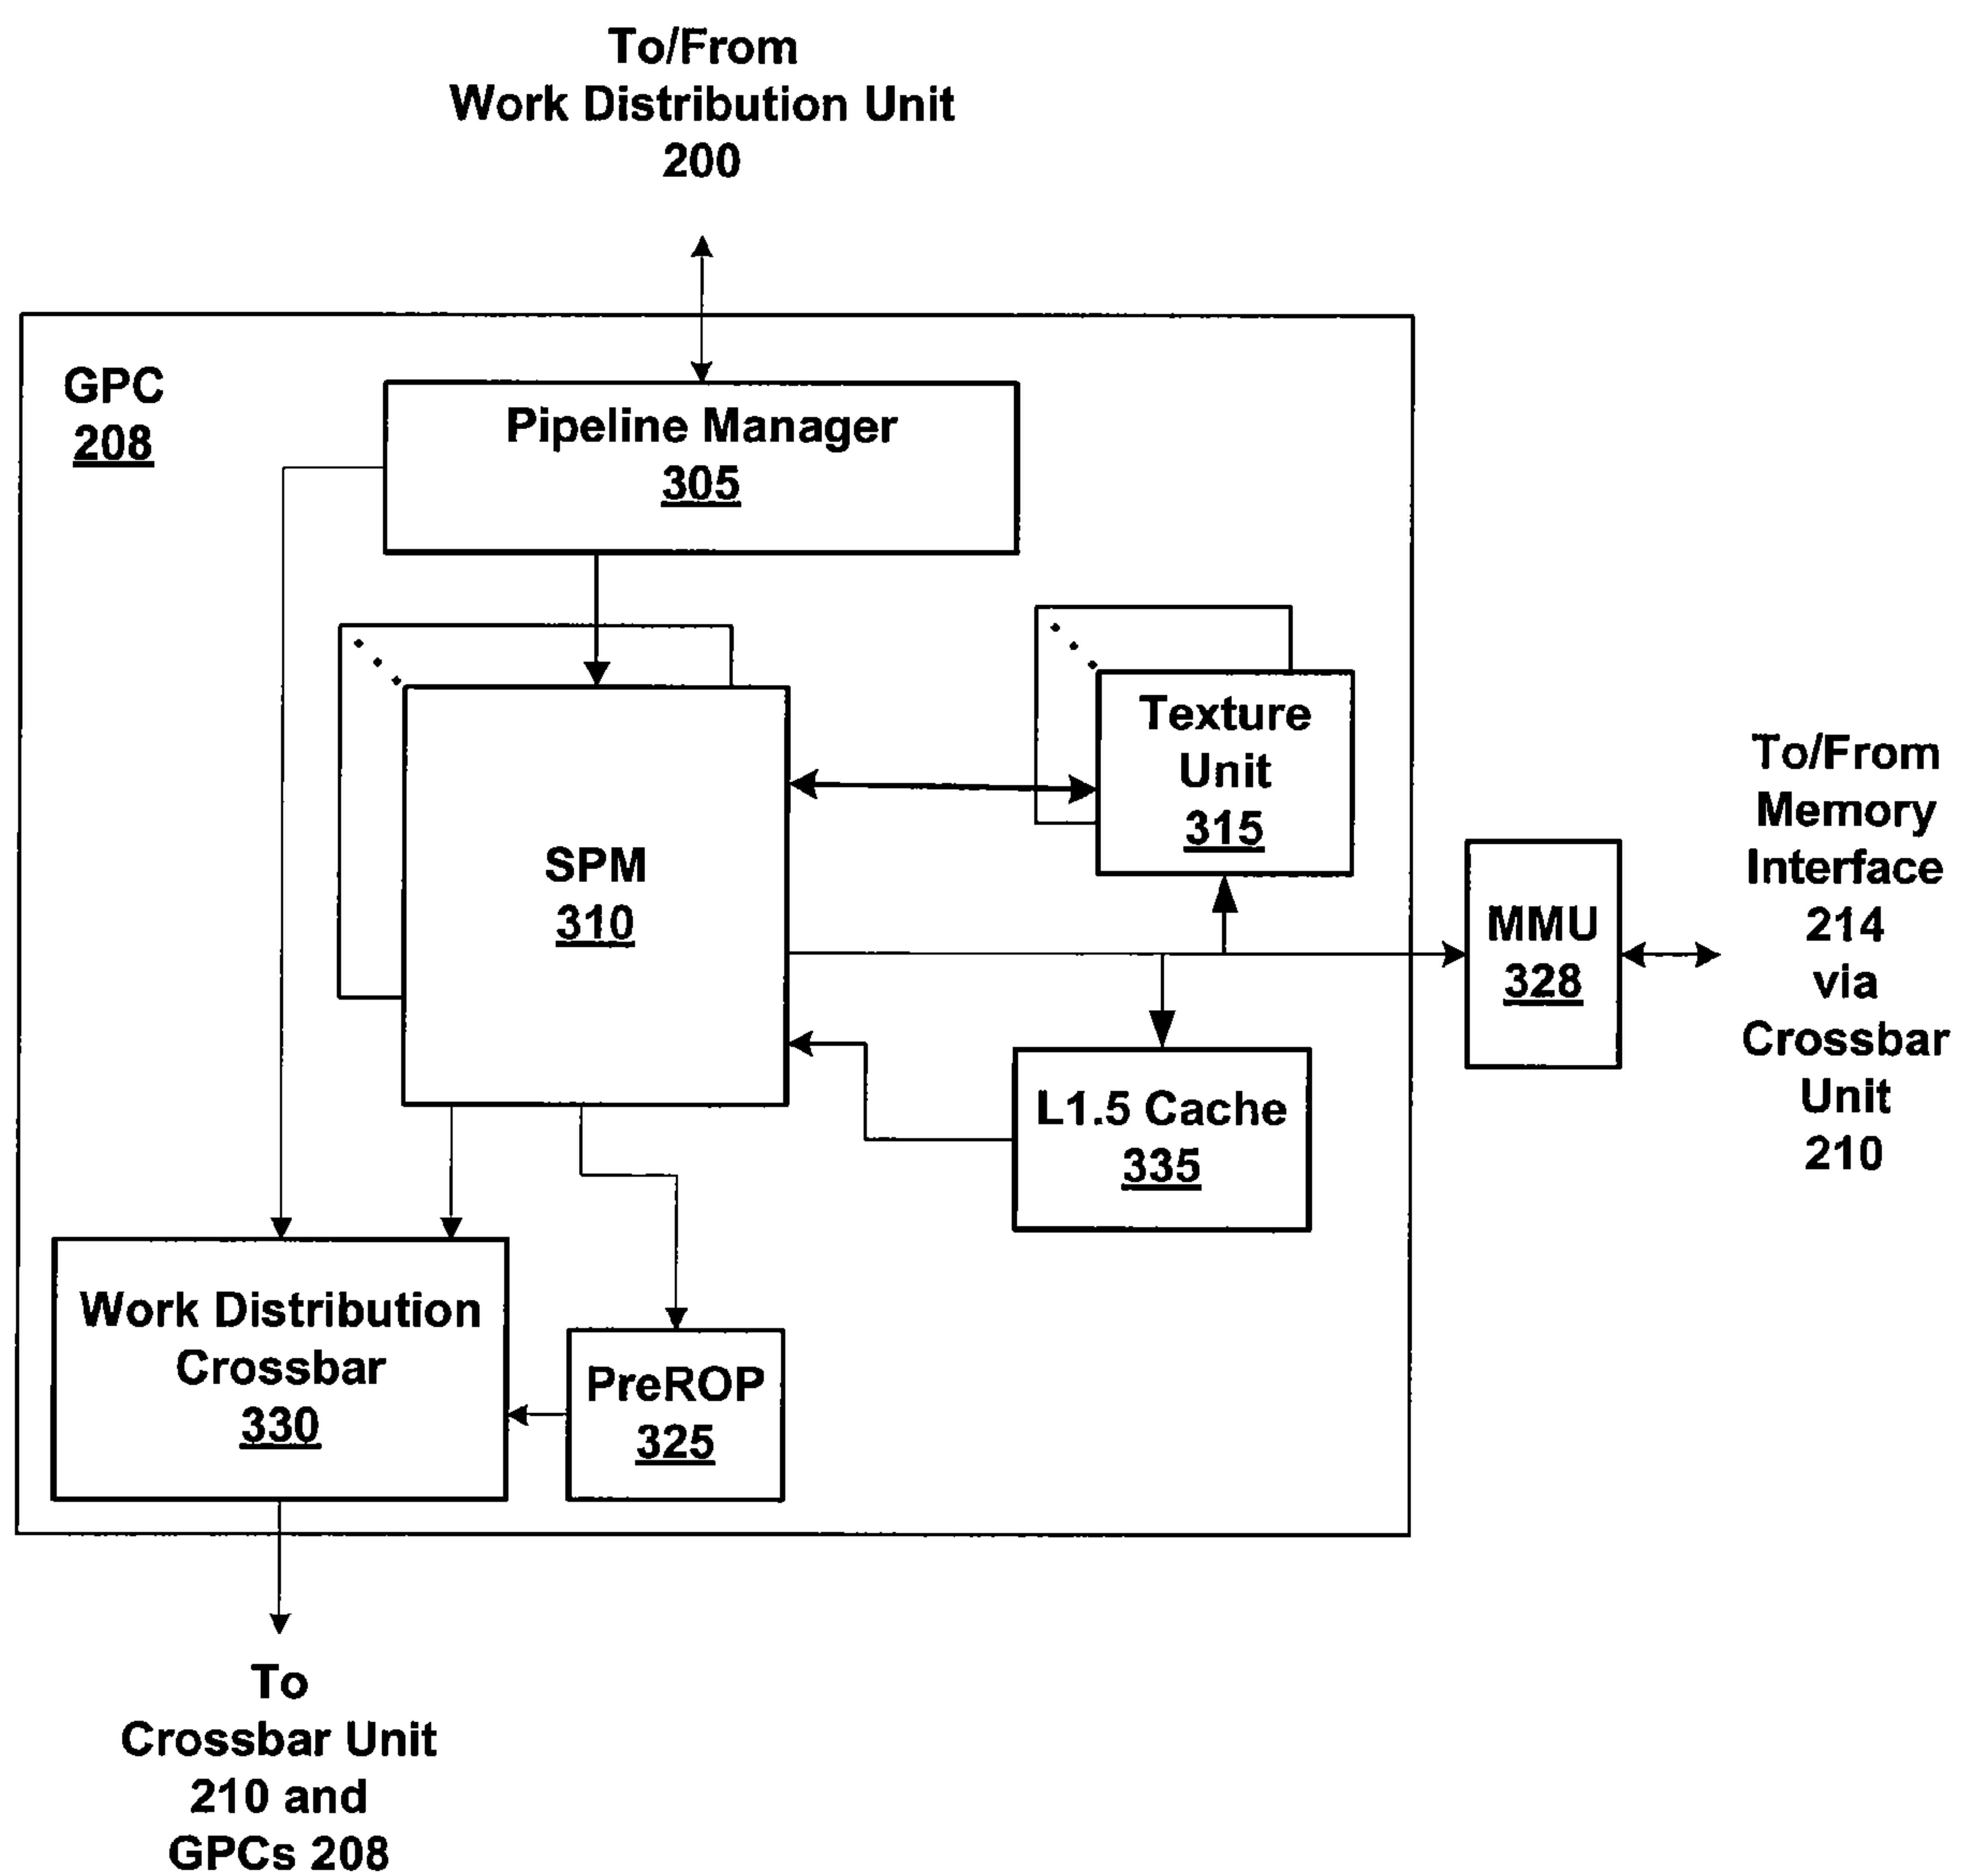 To/From
Work Distribution Unit
200
GPC
208
Pipeline Manager
305
Texture
Unit
315
SPM
310
To/From
Memory
Interface
214
via
Crossbar
Unit
210
MMU
328
L1.5 Cache
335
Work Distribution
Crossbar
330
PreROP
325
To
Crossbar Unit
210 and
GPCs 208